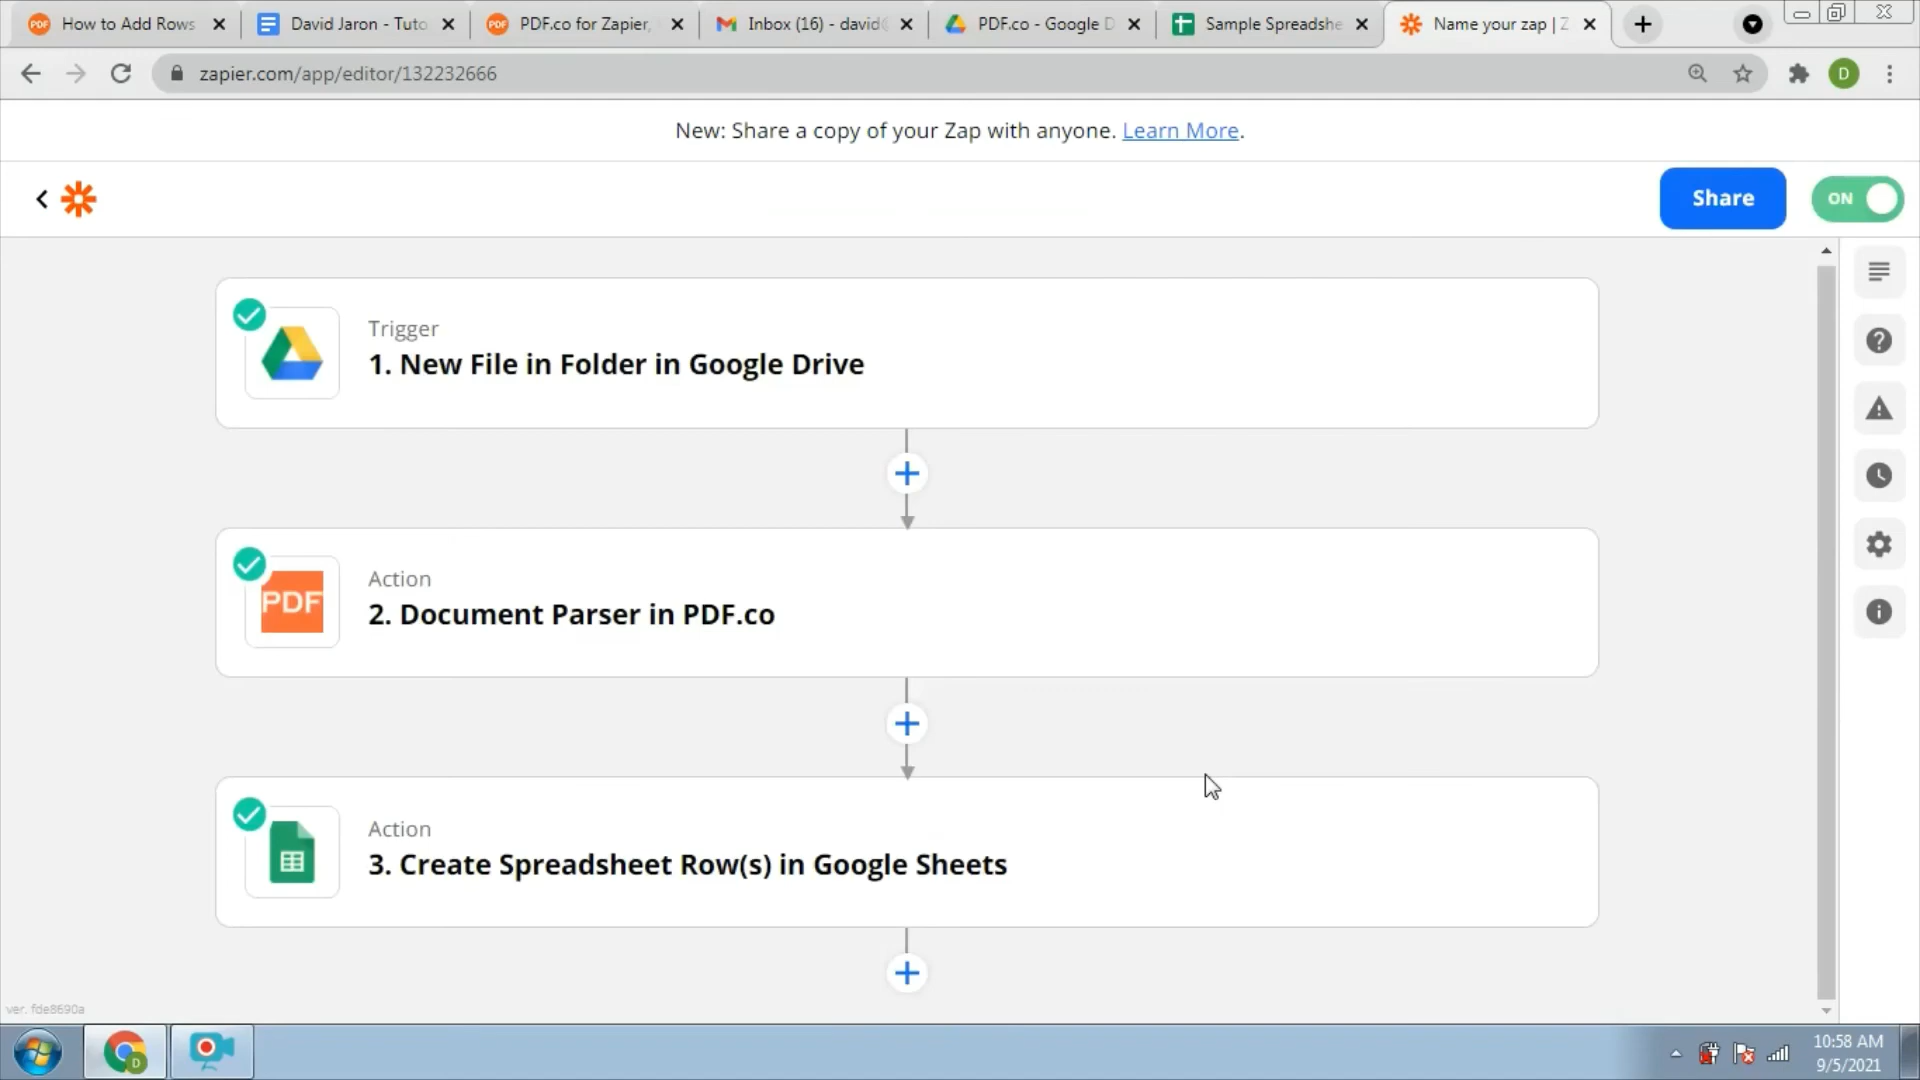 How to Add Rows
David Jaron - Tuto
PDF.co for Zapier,
Inbox (16) - david
PDF.co - Google D
Sample Spreadshe
Name your zap | Z
zapier.com/app/editor/132232666
D
New: Share a copy of your Zap with anyone. Learn More.
Share
ON
Trigger
1. New File in Folder in Google Drive
PDF
Action
2. Document Parser in PDF.co
Action
3. Create Spreadsheet Row(s) in Google Sheets
ver. fde8690a
D
10:58 AM
9/5/2021